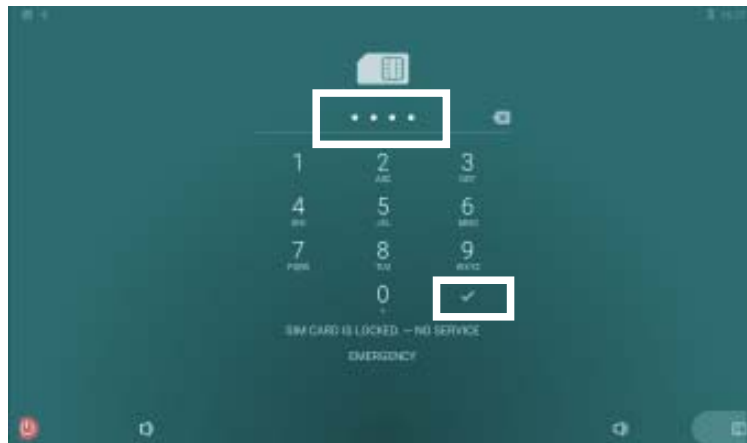 1 2 3
ABC DEF
4 5 6
GHI JKL MNO
7 8 9
PQRS TUV WXYZ
0
+
SIM CARD IS LOCKED. — NO SERVICE
EMERGENCY